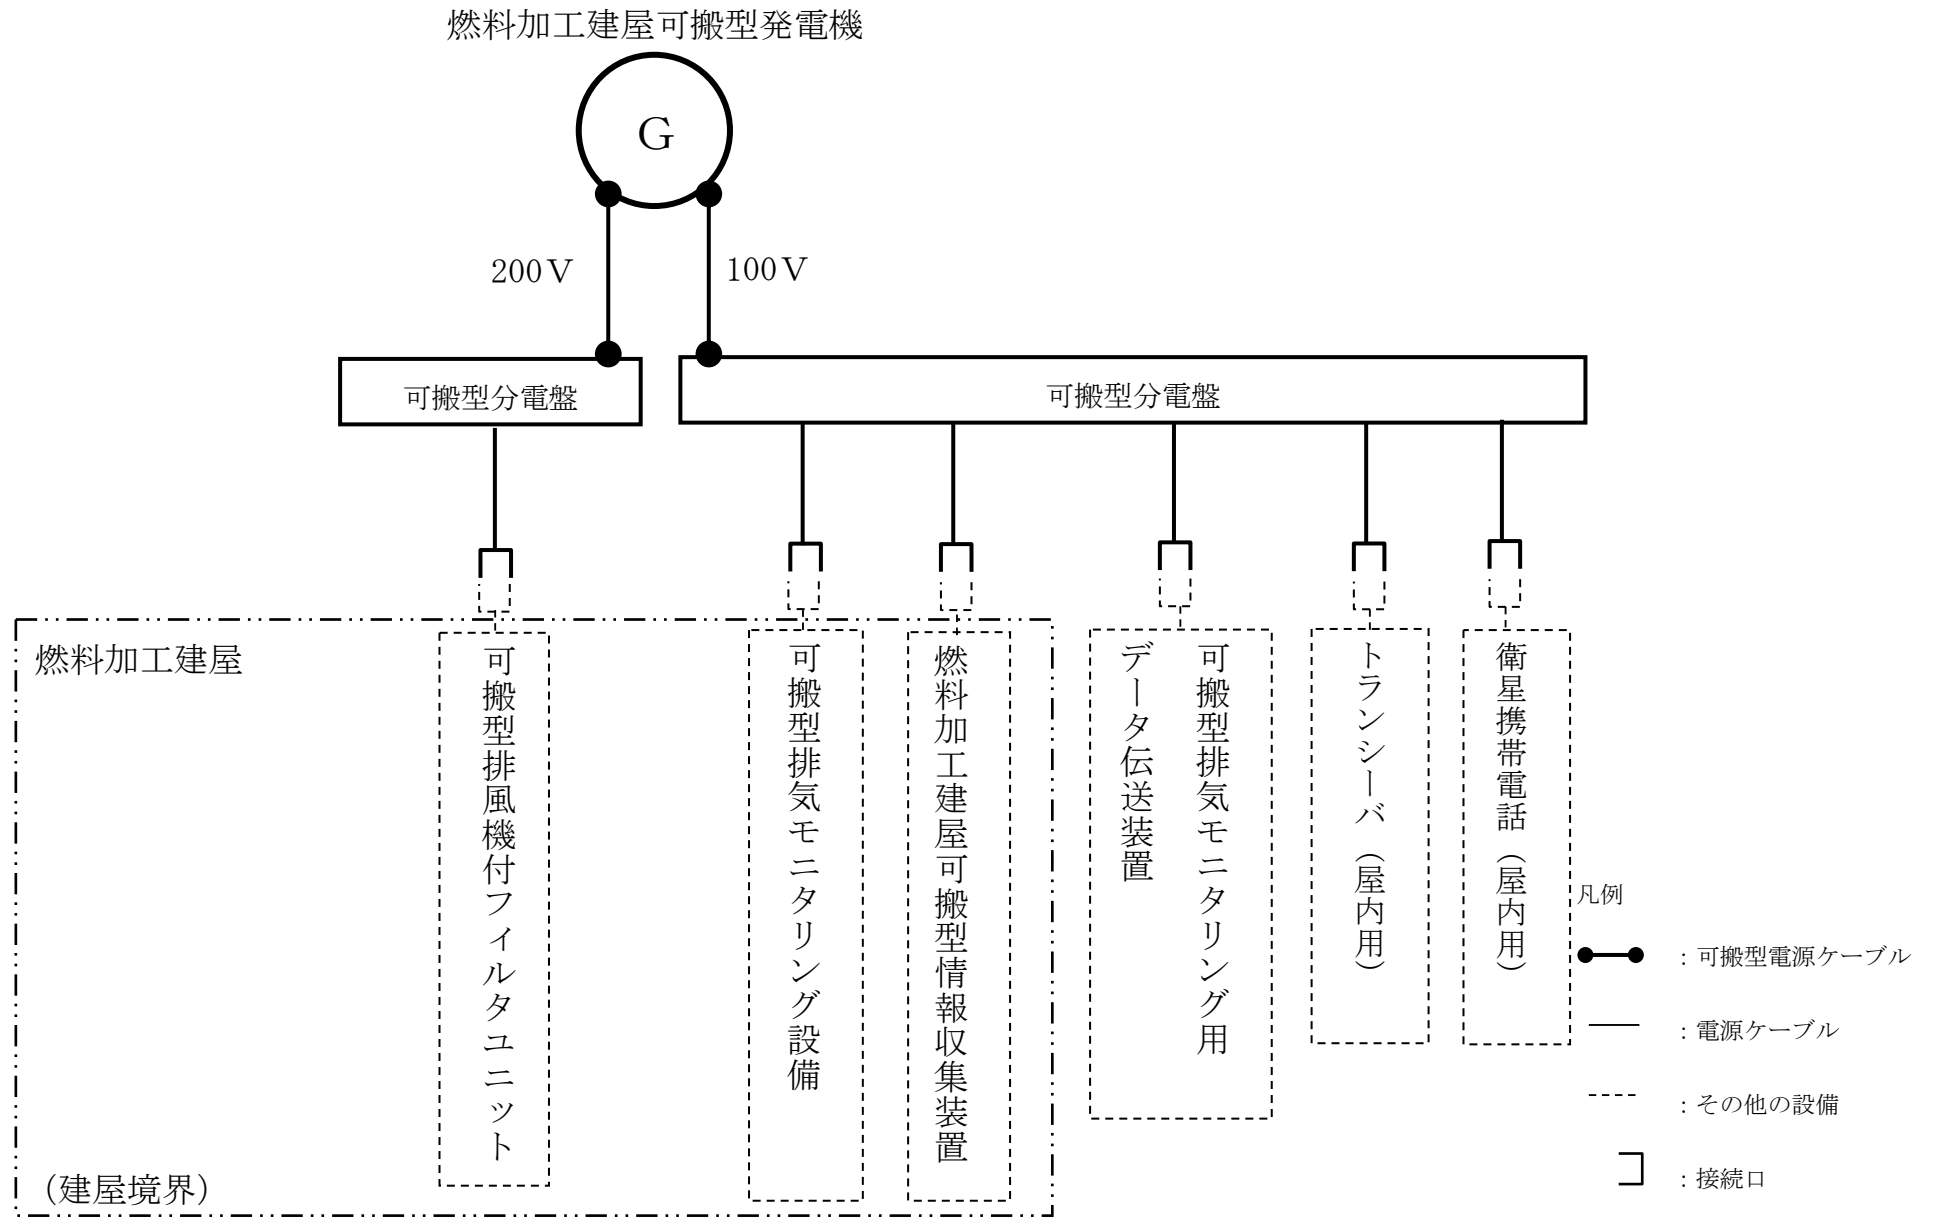 燃料加工建屋可搬型発電機
G
200V
100V
可搬型分電盤
可搬型分電盤
燃料加工建屋
可搬型排風機付フィルタユニット
可搬型排気モニタリング設備
燃料加工建屋可搬型情報収集装置
可搬型排気モニタリング用
データ伝送装置
トランシーバ（屋内用）
衛星携帯電話（屋内用）
（建屋境界）
凡例
：可搬型電源ケーブル
：電源ケーブル
：その他の設備
：接続口